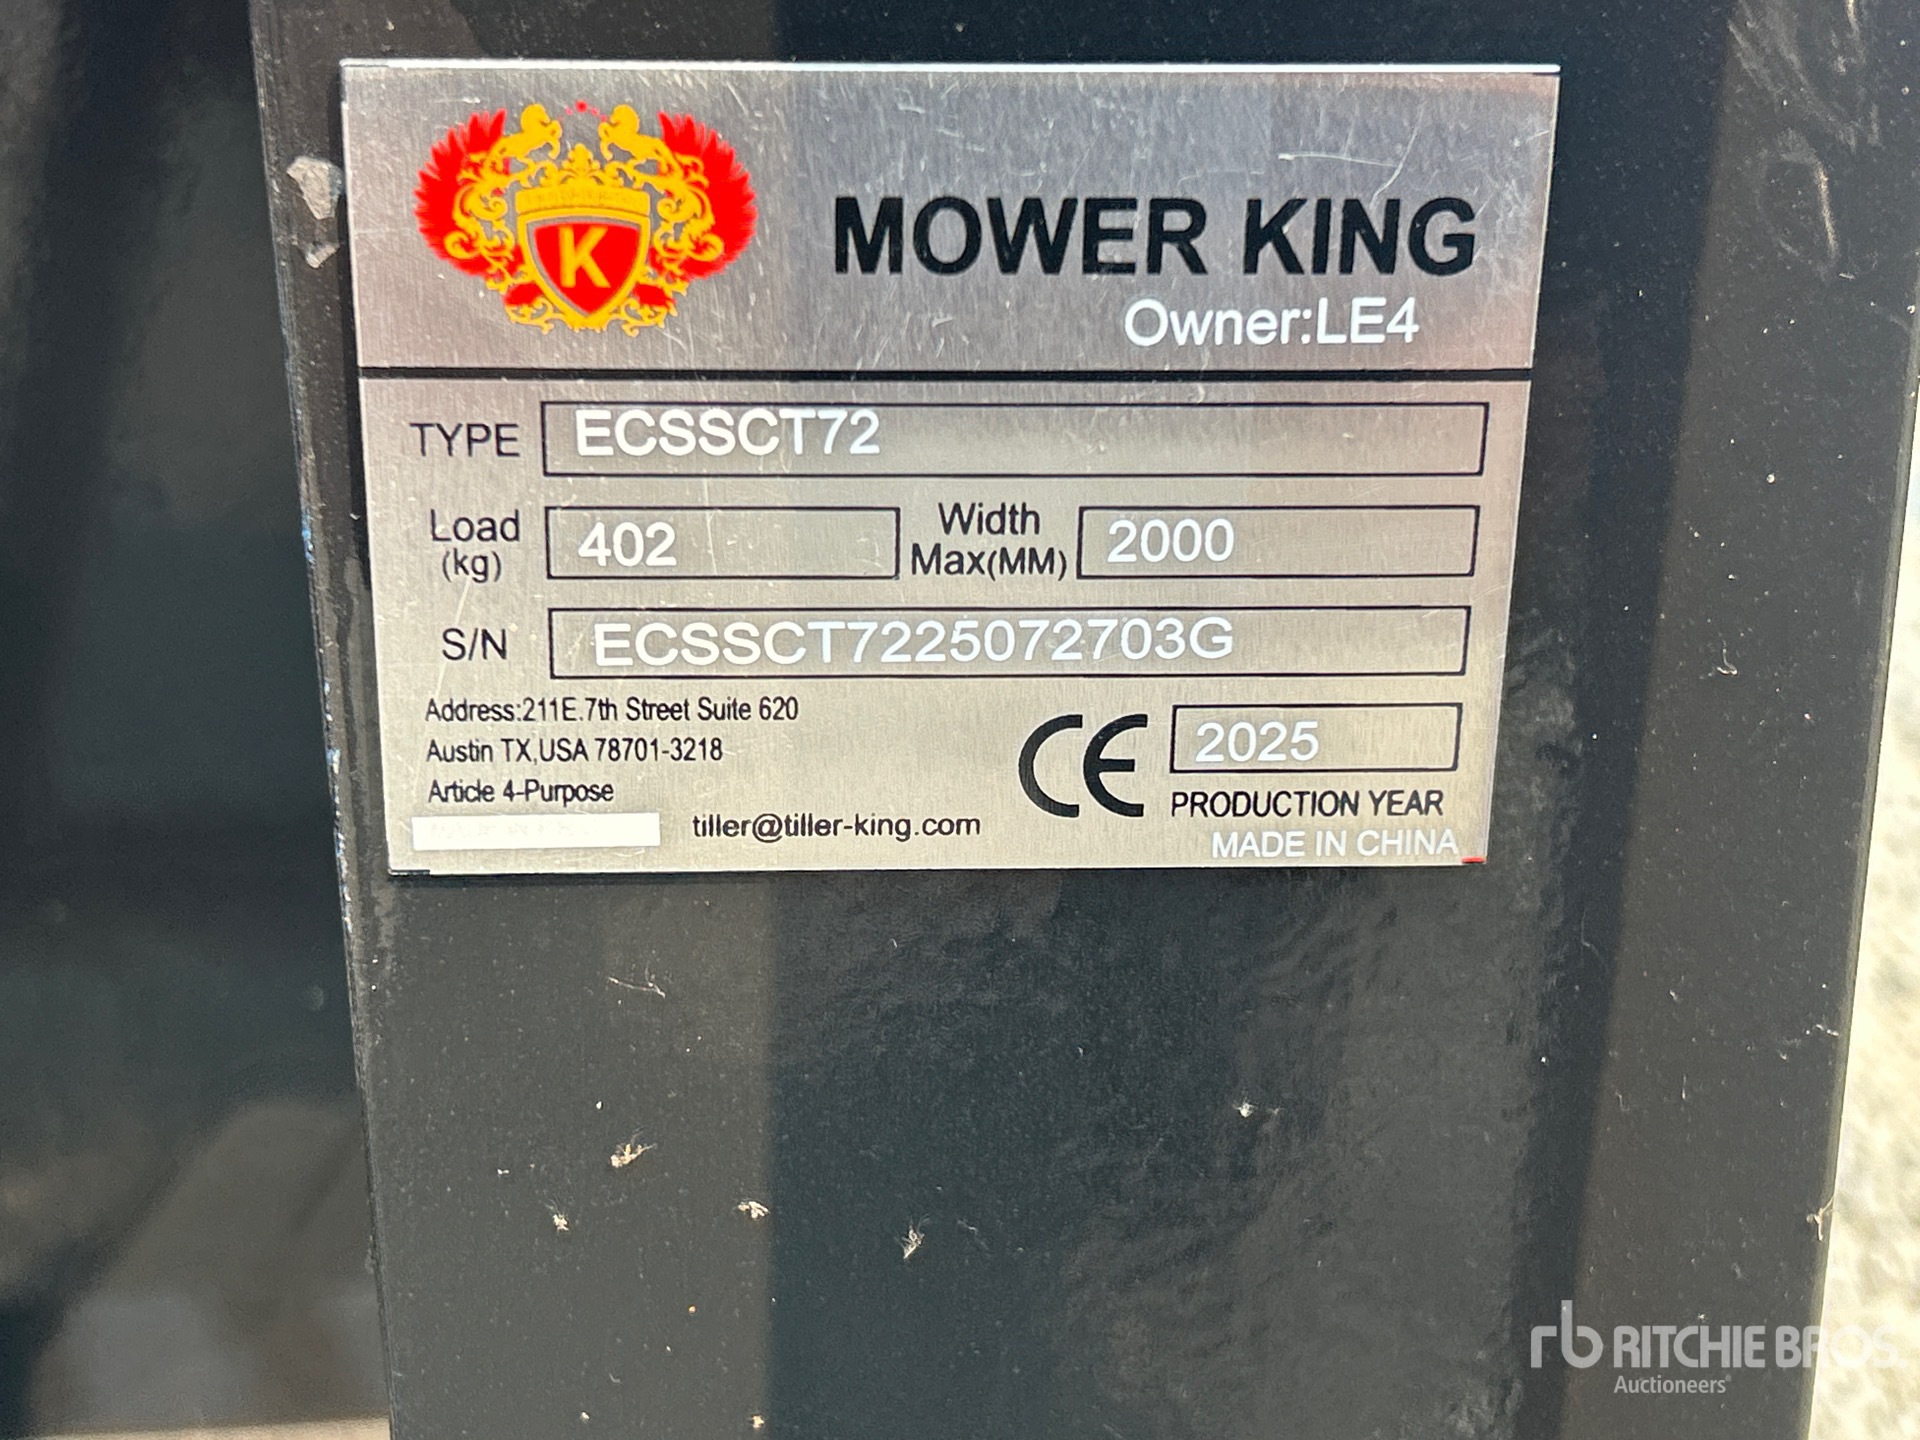 K
MOWER KING
Owner:LE4
TYPE ECSSCT72
Load (kg) 402 Width Max(MM) 2000
S/N ECSSCT7225072703G
Address:211E.7th Street Suite 620
Austin TX,USA 78701-3218
Article 4-Purpose
tiller@tiller-king.com
CE 2025
PRODUCTION YEAR
MADE IN CHINA
rb RITCHIE BROS.
Auctioneers